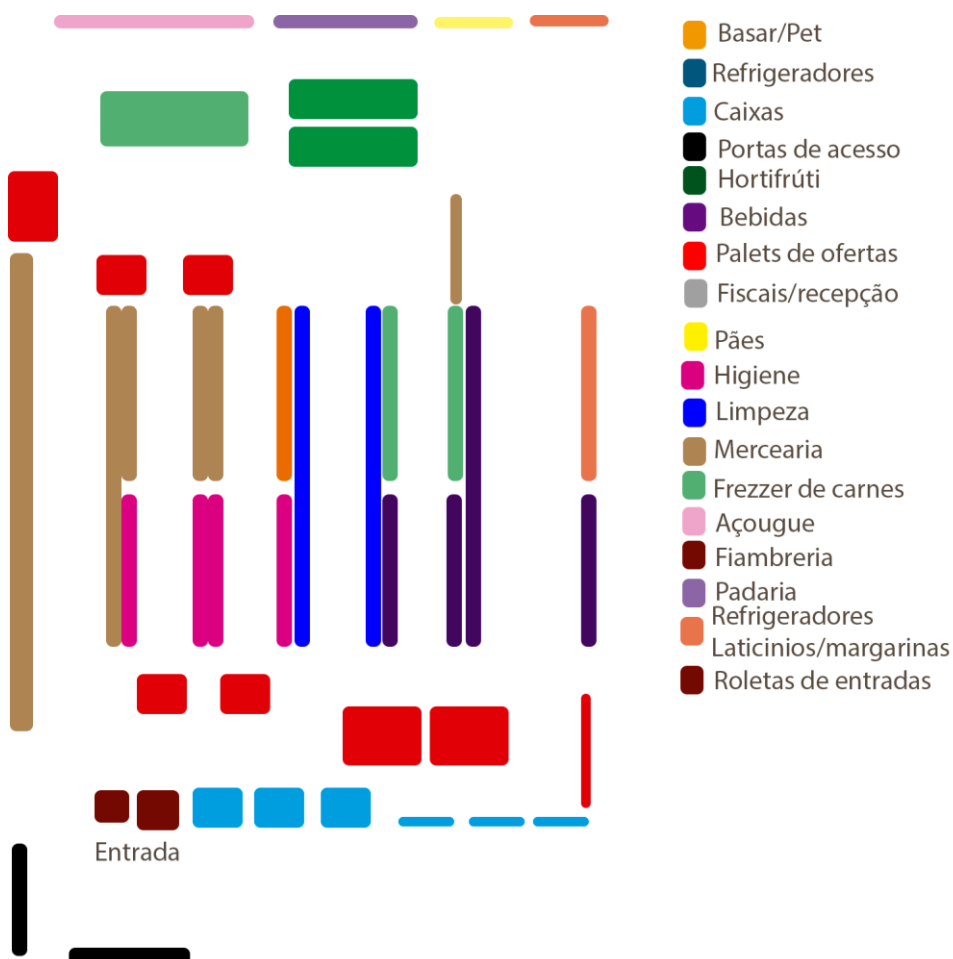 Basar/Pet
Refrigeradores
Caixas
Portas de acesso
Hortifrúti
Bebidas
Palets de ofertas
Fiscais/recepção
Pães
Higiene
Limpeza
Mercearia
Frezzer de carnes
Açougue
Fiambreria
Padaria
Refrigeradores
Laticinios/margarinas
Roletas de entradas
Entrada